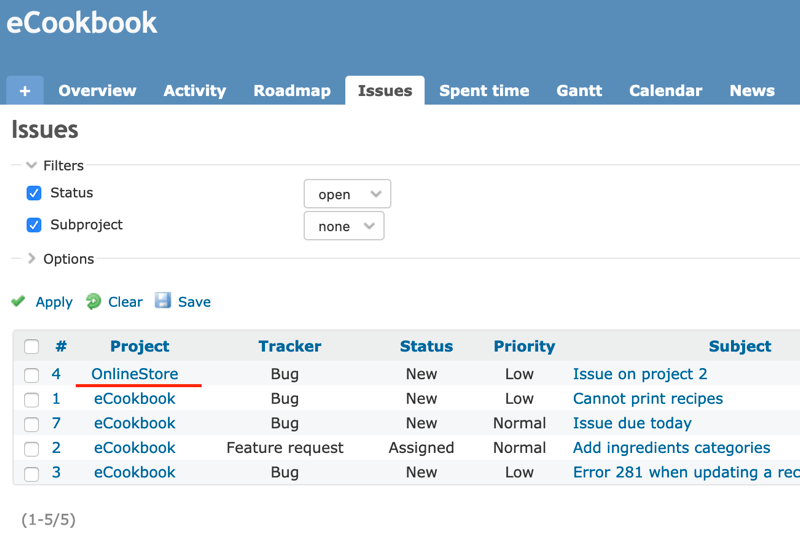 eCookbook
+ Overview Activity Roadmap Issues Spent time Gantt Calendar News
Issues
Filters
Status open
Subproject none
Options
Apply Clear Save
# Project Tracker Status Priority Subject
4 OnlineStore Bug New Low Issue on project 2
1 eCookbook Bug New Low Cannot print recipes
7 eCookbook Bug New Normal Issue due today
2 eCookbook Feature request Assigned Normal Add ingredients categories
3 eCookbook Bug New Low Error 281 when updating a rec
(1-5/5)